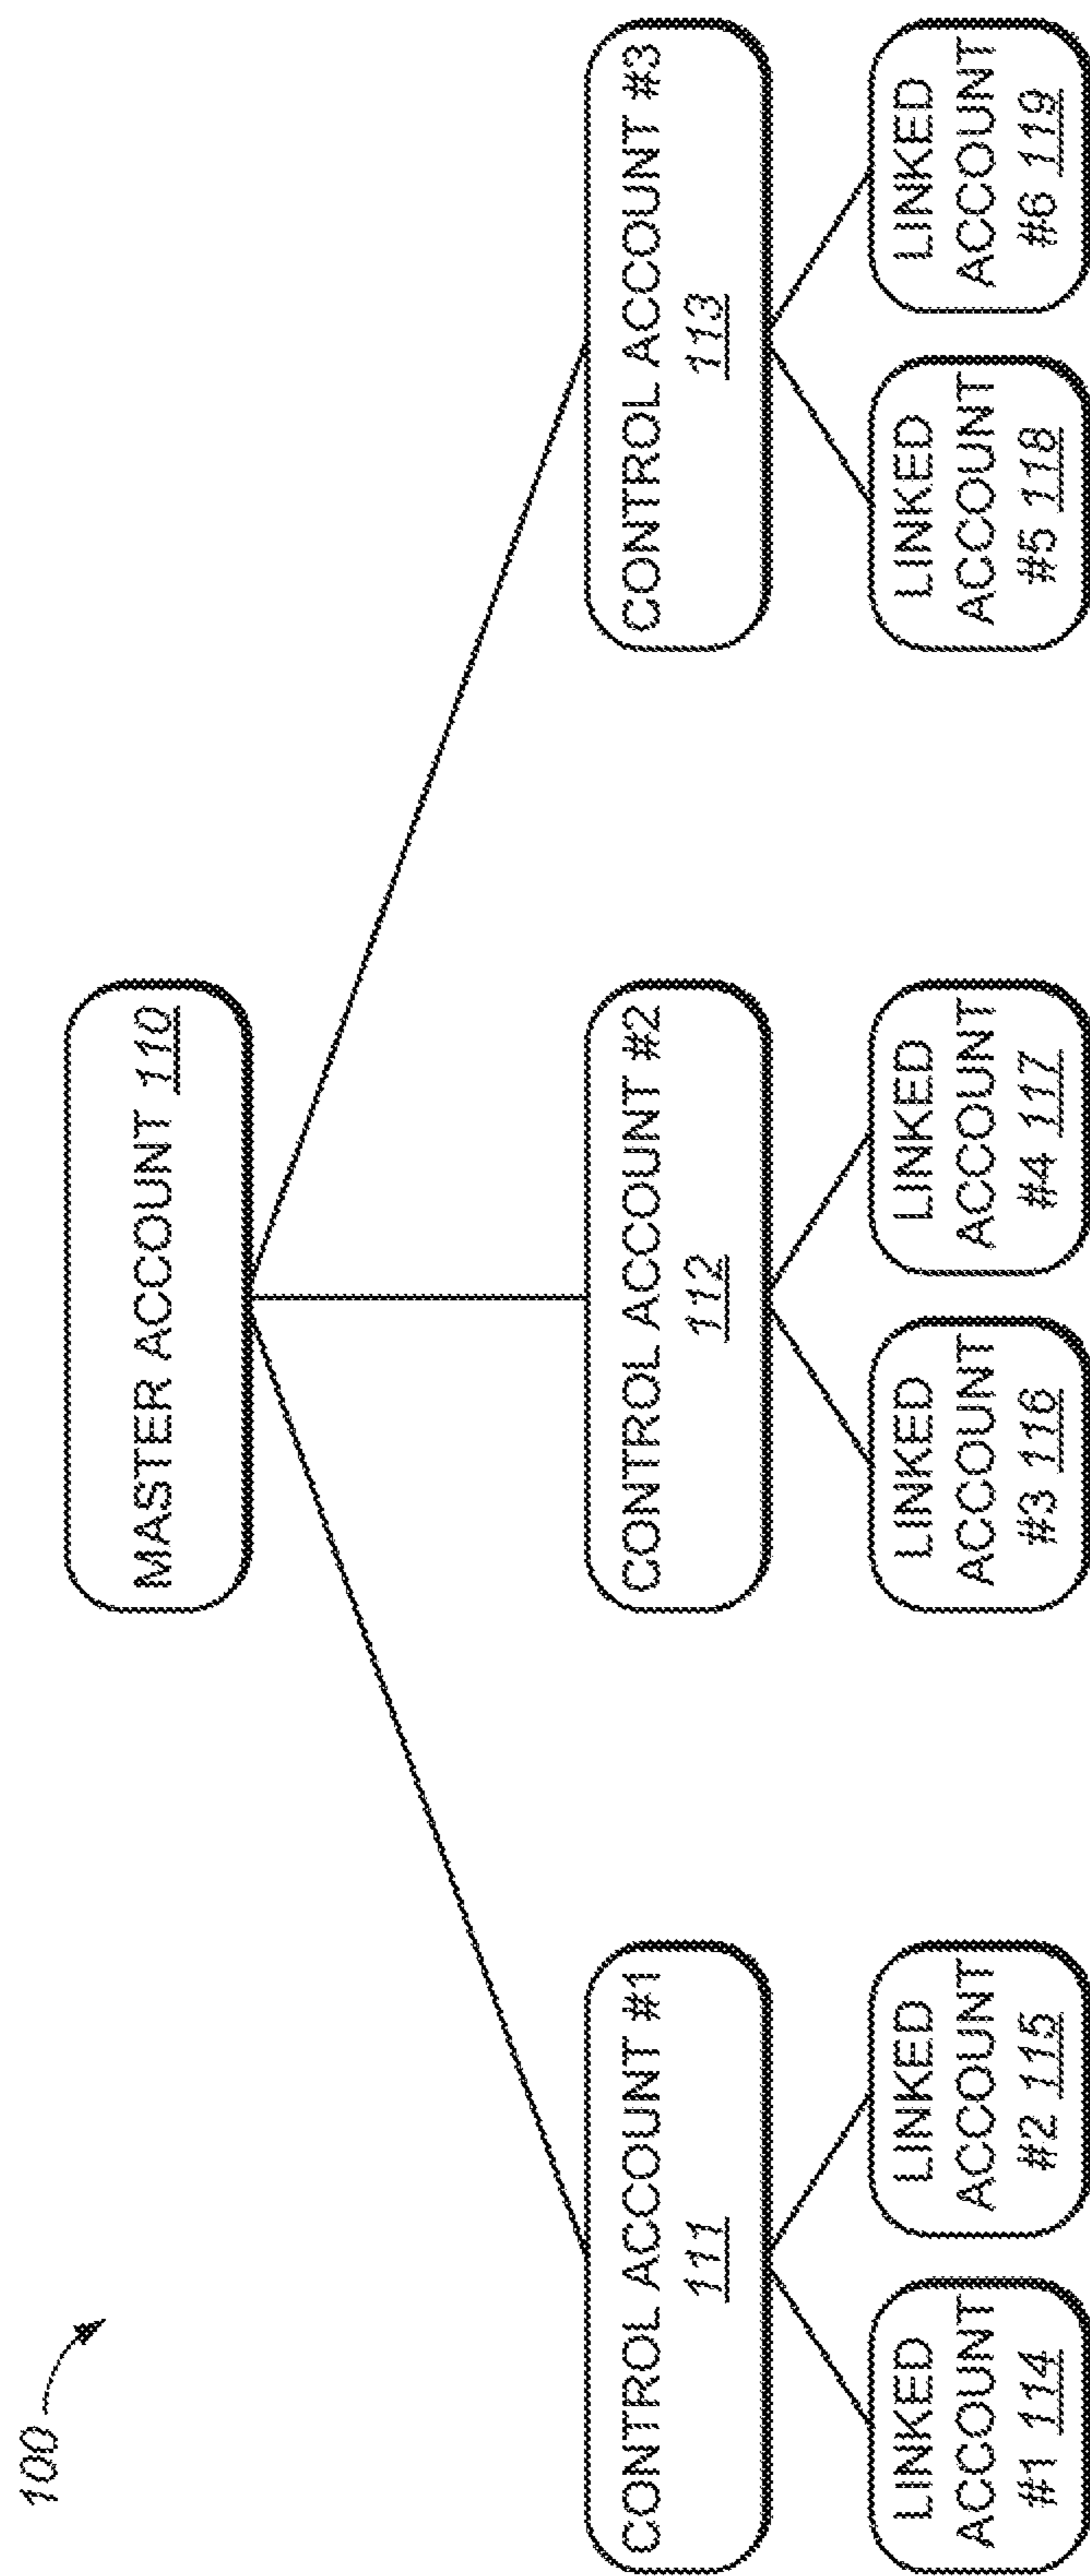 100
MASTER ACCOUNT 110
CONTROL ACCOUNT #1
111
CONTROL ACCOUNT #2
112
CONTROL ACCOUNT #3
113
LINKED
ACCOUNT
#1 114
LINKED
ACCOUNT
#2 115
LINKED
ACCOUNT
#3 116
LINKED
ACCOUNT
#4 117
LINKED
ACCOUNT
#5 118
LINKED
ACCOUNT
#6 119